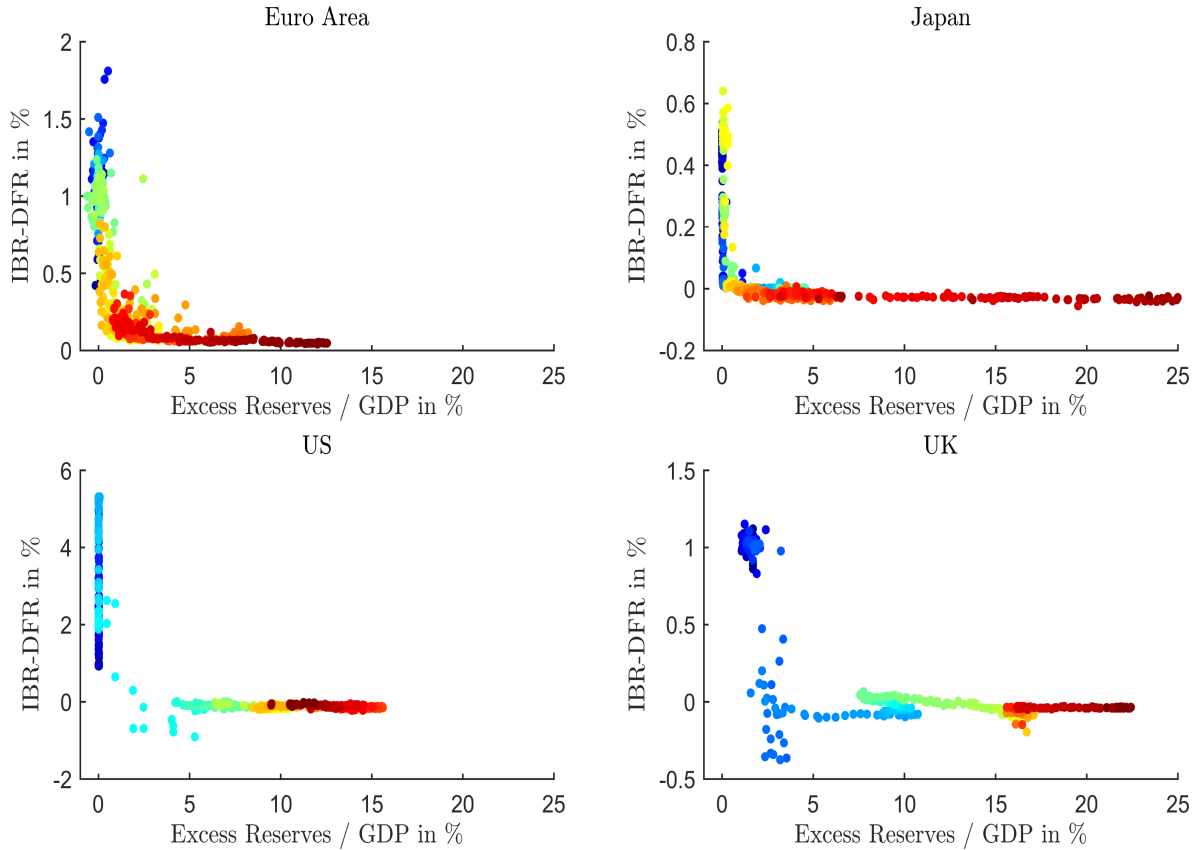 Euro Area
2
1.5
1
0.5
0
IBR-DFR in %
0 5 10 15 20 25
Excess Reserves / GDP in %
Japan
0.8
0.6
0.4
0.2
0
-0.2
IBR-DFR in %
0 5 10 15 20 25
Excess Reserves / GDP in %
US
6
4
2
0
-2
IBR-DFR in %
0 5 10 15 20 25
Excess Reserves / GDP in %
UK
1.5
1
0.5
0
-0.5
IBR-DFR in %
0 5 10 15 20 25
Excess Reserves / GDP in %